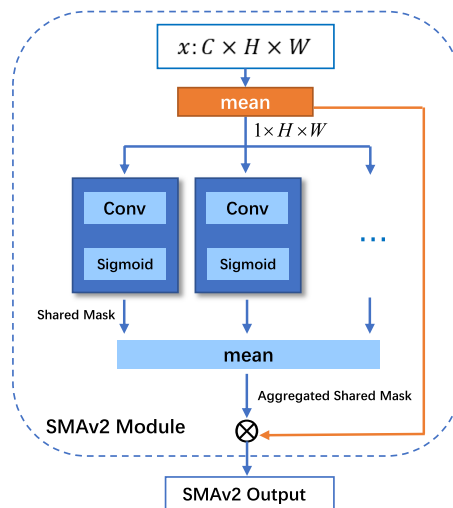 x: C × H × W
mean
1 × H × W
Conv
Conv
Sigmoid
Sigmoid
...
Shared Mask
mean
Aggregated Shared Mask
SMAv2 Module
SMAv2 Output